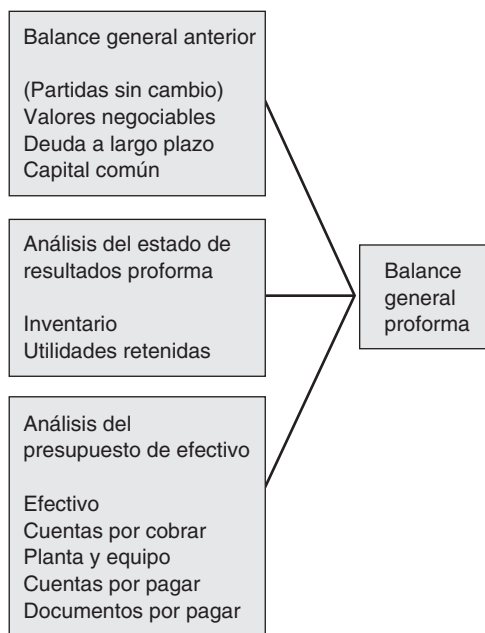 Balance general anterior
(Partidas sin cambio)
Valores negociables
Deuda a largo plazo
Capital común
Análisis del estado de
resultados proforma
Inventario
Utilidades retenidas
Balance
general
proforma
Análisis del
presupuesto de efectivo
Efectivo
Cuentas por cobrar
Planta y equipo
Cuentas por pagar
Documentos por pagar